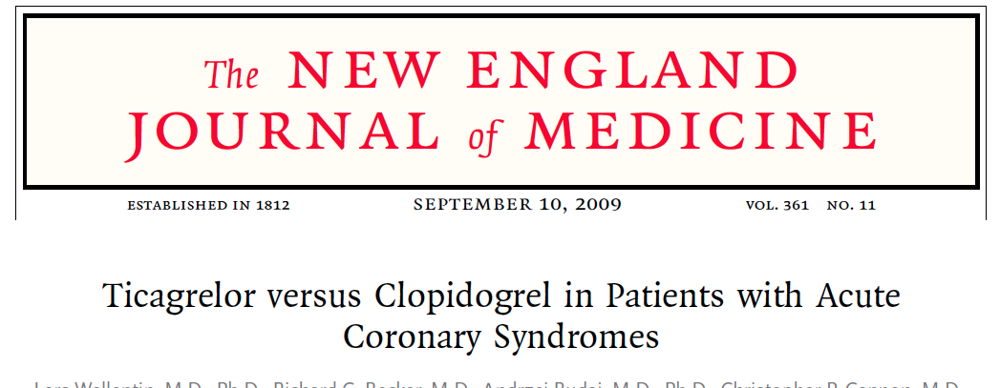 The NEW ENGLAND
JOURNAL of MEDICINE
ESTABLISHED IN 1812 SEPTEMBER 10, 2009 VOL. 361 NO. 11
Ticagrelor versus Clopidogrel in Patients with Acute
Coronary Syndromes
Lars Wallentin, M.D., Ph.D., Richard C. Becker, M.D., Andrzej Budaj, M.D., Ph.D., Christopher P. Cannon, M.D.,